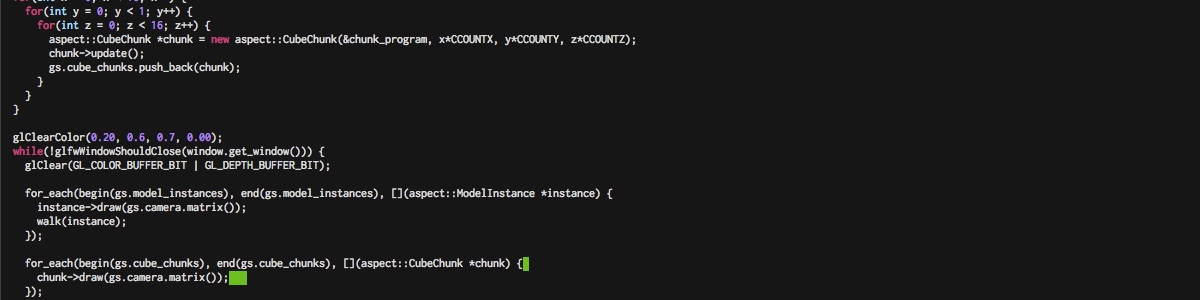 for(int y = 0; y < 1; y++) {
for(int z = 0; z < 16; z++) {
aspect::CubeChunk *chunk = new aspect::CubeChunk(&chunk_program, x*CCOUNTX, y*CCOUNTY, z*CCOUNTZ);
chunk->update();
gs.cube_chunks.push_back(chunk);
}
}
}
glClearColor(0.20, 0.6, 0.7, 0.00);
while(!glfwWindowShouldClose(window.get_window())) {
glClear(GL_COLOR_BUFFER_BIT | GL_DEPTH_BUFFER_BIT);
for_each(begin(gs.model_instances), end(gs.model_instances), [](aspect::ModelInstance *instance) {
instance->draw(gs.camera.matrix());
walk(instance);
});
for_each(begin(gs.cube_chunks), end(gs.cube_chunks), [](aspect::CubeChunk *chunk) {
chunk->draw(gs.camera.matrix());
});